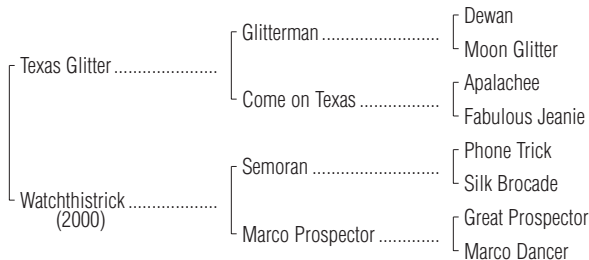 Dewan
Glitterman
Moon Glitter
Texas Glitter
Apalachee
Come on Texas
Fabulous Jeanie
Phone Trick
Semoran
Silk Brocade
Watchthistrick
(2000)
Great Prospector
Marco Prospector
Marco Dancer